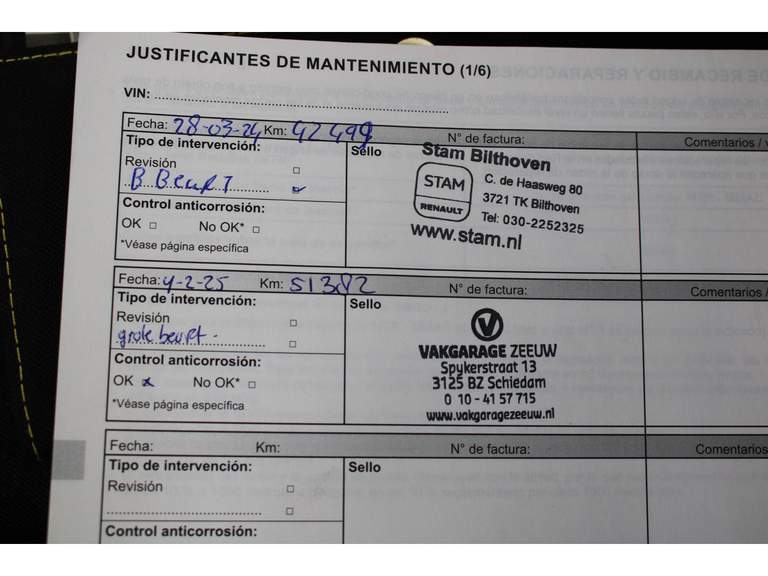 JUSTIFICANTES DE MANTENIMIENTO (1/6)
VIN:
Fecha: 28-03-24 Km: 42499 N° de factura: Comentarios /
Tipo de intervención: Sello
Revisión
B Beurt
Control anticorrosión:
OK No OK*
*Véase página específica
Stam Bilthoven
STAM
RENAULT
C. de Haasweg 80
3721 TK Bilthoven
Tel: 030-2252325
www.stam.nl
Fecha: 4-2-25 Km: 51382 N° de factura: Comentarios /
Tipo de intervención: Sello
Revisión
grote beurt -
Control anticorrosión:
OK x No OK*
*Véase página específica
VAKGARAGE ZEEUW
Spykerstraat 13
3125 BZ Schiedam
0 10 - 41 57 715
www.vakgaragezeeuw.nl
Fecha: Km: N° de factura: Comentarios
Tipo de intervención: Sello
Revisión
Control anticorrosión: